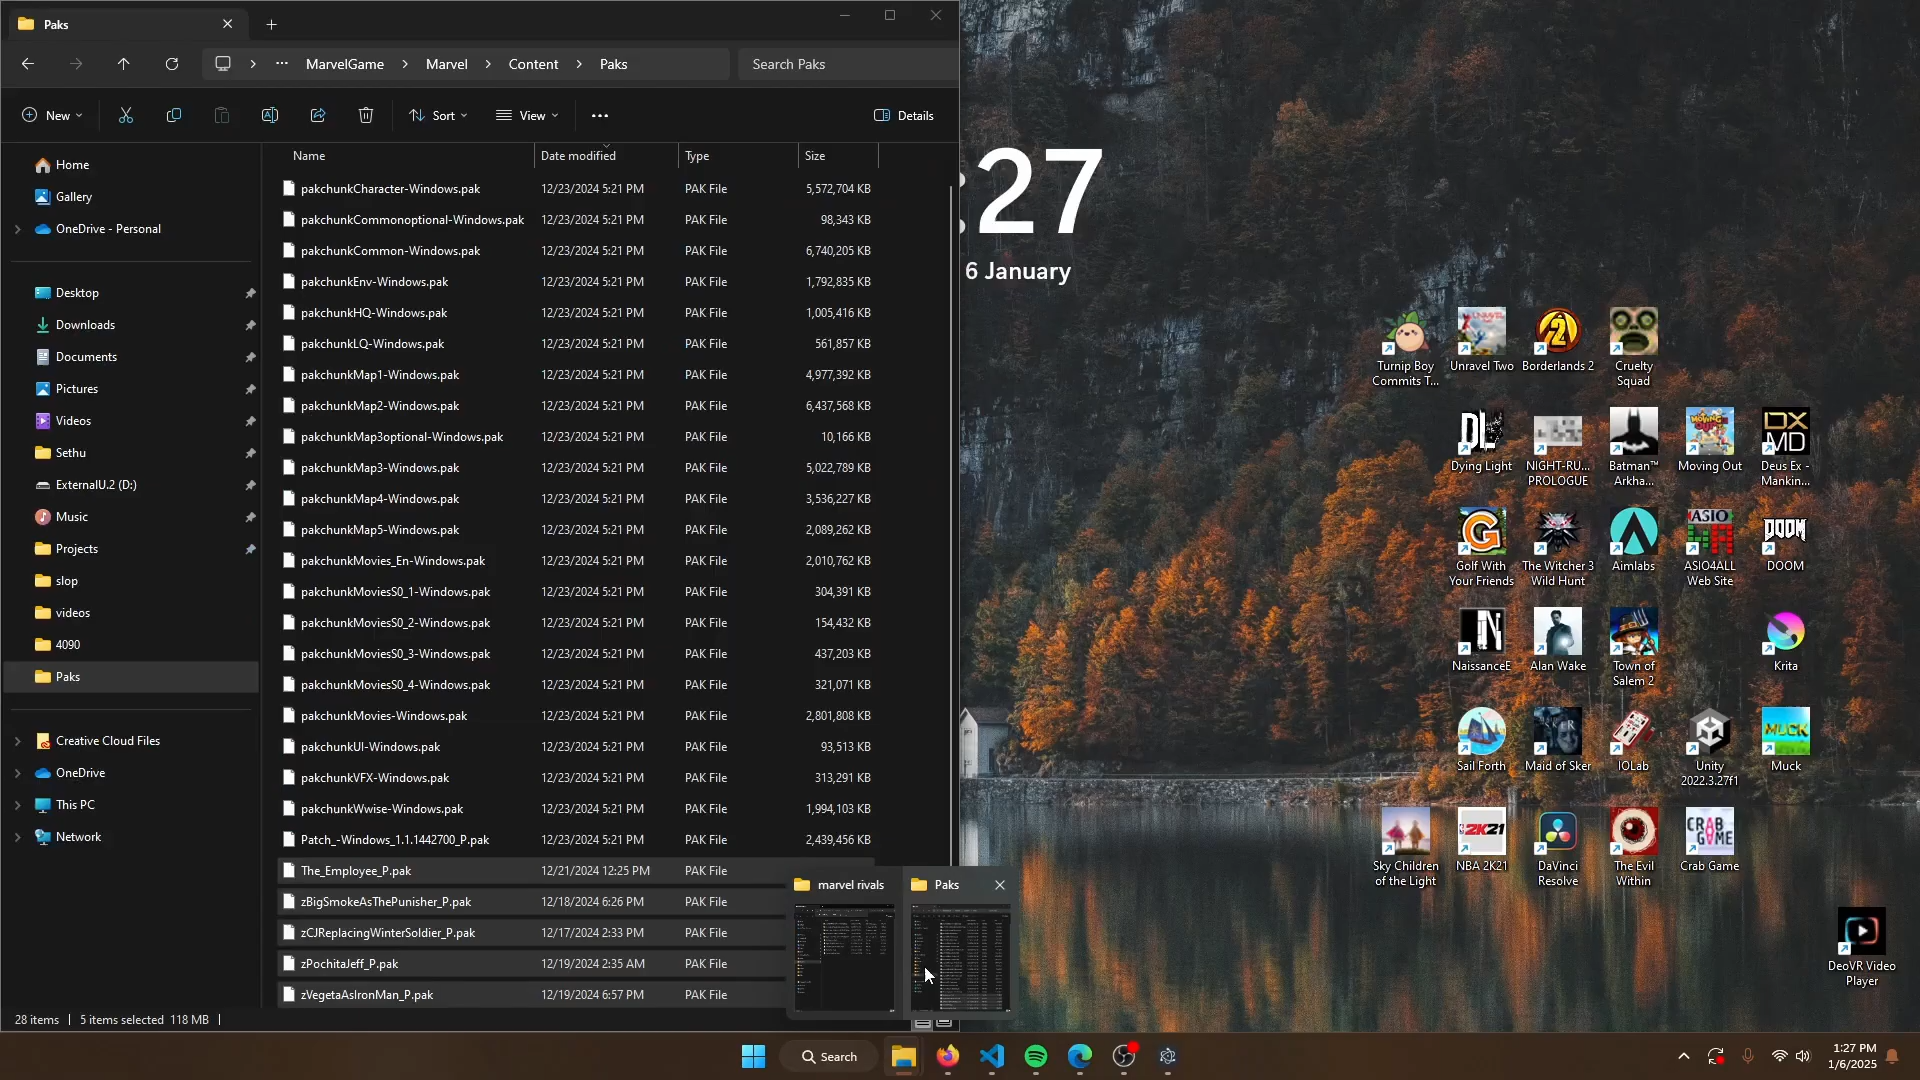 Paks
MarvelGame
Marvel
Content
Paks
Search Paks
New
Sort
View
Details
Name
Date modified
Type
Size
Home
Gallery
OneDrive - Personal
Desktop
Downloads
Documents
Pictures
Videos
Sethu
ExternalU.2 (D:)
Music
Projects
slop
videos
4090
Paks
Creative Cloud Files
OneDrive
This PC
Network
pakchunkCharacter-Windows.pak 12/23/2024 5:21 PM PAK File 5,572,704 KB
pakchunkCommonoptional-Windows.pak 12/23/2024 5:21 PM PAK File 98,343 KB
pakchunkCommon-Windows.pak 12/23/2024 5:21 PM PAK File 6,740,205 KB
pakchunkEnv-Windows.pak 12/23/2024 5:21 PM PAK File 1,792,835 KB
pakchunkHQ-Windows.pak 12/23/2024 5:21 PM PAK File 1,005,416 KB
pakchunkLQ-Windows.pak 12/23/2024 5:21 PM PAK File 561,857 KB
pakchunkMap1-Windows.pak 12/23/2024 5:21 PM PAK File 4,977,392 KB
pakchunkMap2-Windows.pak 12/23/2024 5:21 PM PAK File 6,437,568 KB
pakchunkMap3optional-Windows.pak 12/23/2024 5:21 PM PAK File 10,166 KB
pakchunkMap3-Windows.pak 12/23/2024 5:21 PM PAK File 5,022,789 KB
pakchunkMap4-Windows.pak 12/23/2024 5:21 PM PAK File 3,536,227 KB
pakchunkMap5-Windows.pak 12/23/2024 5:21 PM PAK File 2,089,262 KB
pakchunkMovies_En-Windows.pak 12/23/2024 5:21 PM PAK File 2,010,762 KB
pakchunkMoviesS0_1-Windows.pak 12/23/2024 5:21 PM PAK File 304,391 KB
pakchunkMoviesS0_2-Windows.pak 12/23/2024 5:21 PM PAK File 154,432 KB
pakchunkMoviesS0_3-Windows.pak 12/23/2024 5:21 PM PAK File 437,203 KB
pakchunkMoviesS0_4-Windows.pak 12/23/2024 5:21 PM PAK File 321,071 KB
pakchunkMovies-Windows.pak 12/23/2024 5:21 PM PAK File 2,801,808 KB
pakchunkUI-Windows.pak 12/23/2024 5:21 PM PAK File 93,513 KB
pakchunkVFX-Windows.pak 12/23/2024 5:21 PM PAK File 313,291 KB
pakchunkWwise-Windows.pak 12/23/2024 5:21 PM PAK File 1,994,103 KB
Patch_-Windows_1.1.1442700_P.pak 12/23/2024 5:21 PM PAK File 2,439,456 KB
The_Employee_P.pak 12/21/2024 12:25 PM PAK File
zBigSmokeAsThePunisher_P.pak 12/18/2024 6:26 PM PAK File
zCJReplacingWinterSoldier_P.pak 12/17/2024 2:33 PM PAK File
zPochitaJeff_P.pak 12/19/2024 2:35 AM PAK File
zVegetaAsIronMan_P.pak 12/19/2024 6:57 PM PAK File
28 items
5 items selected 118 MB
marvel rivals
Paks
:27
6 January
Turnip Boy
Commits T...
Unravel Two
Borderlands 2
Cruelty
Squad
Dying Light
NIGHT-RU...
PROLOGUE
Batman™
Arkha...
Moving Out
Deus Ex -
Mankin...
Golf With
Your Friends
The Witcher 3
Wild Hunt
Aimlabs
ASIO4ALL
Web Site
DOOM
NaissanceE
Alan Wake
Town of
Salem 2
Krita
Sail Forth
Maid of Sker
IOLab
Unity
2022.3.27f1
Muck
Sky Children
of the Light
NBA 2K21
DaVinci
Resolve
The Evil
Within
Crab Game
DeoVR Video
Player
Search
1:27 PM
1/6/2025